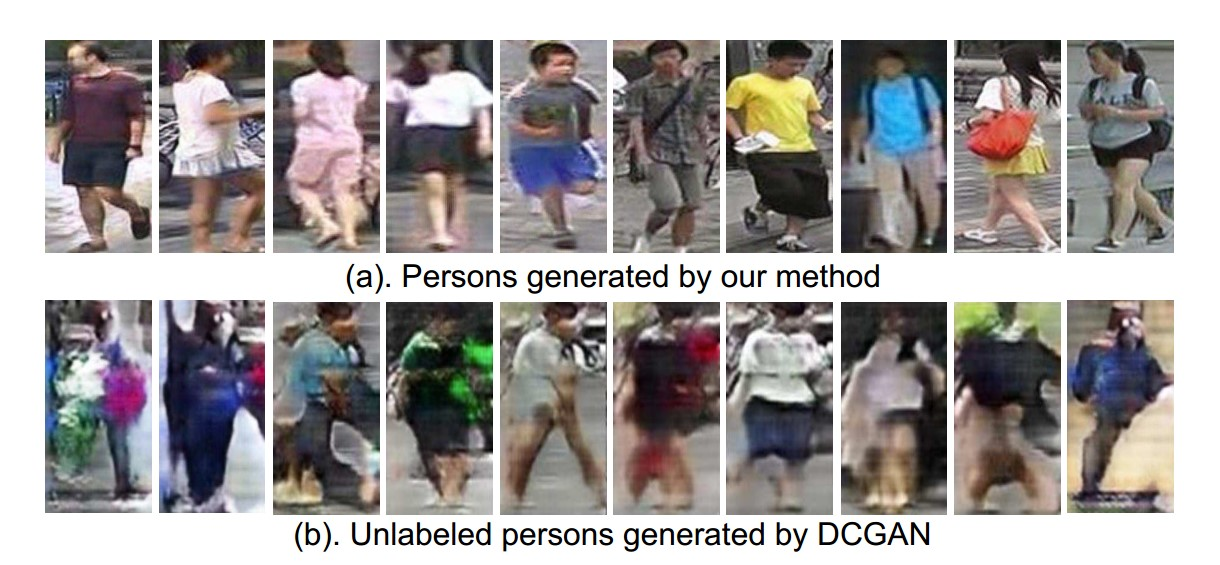 (a). Persons generated by our method
(b). Unlabeled persons generated by DCGAN